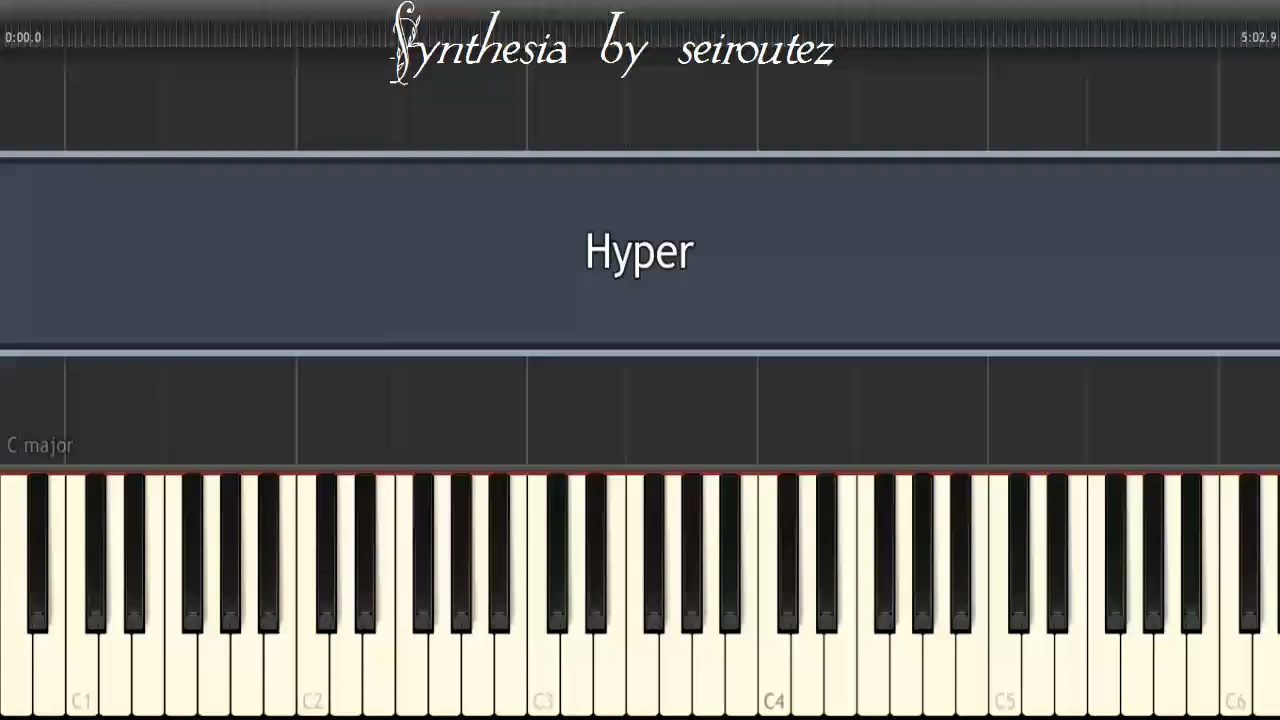 Synthesia by seiroutez
0:00.0 5:02.9
Hyper
C major
C1 C2 C3 C4 C5 C6